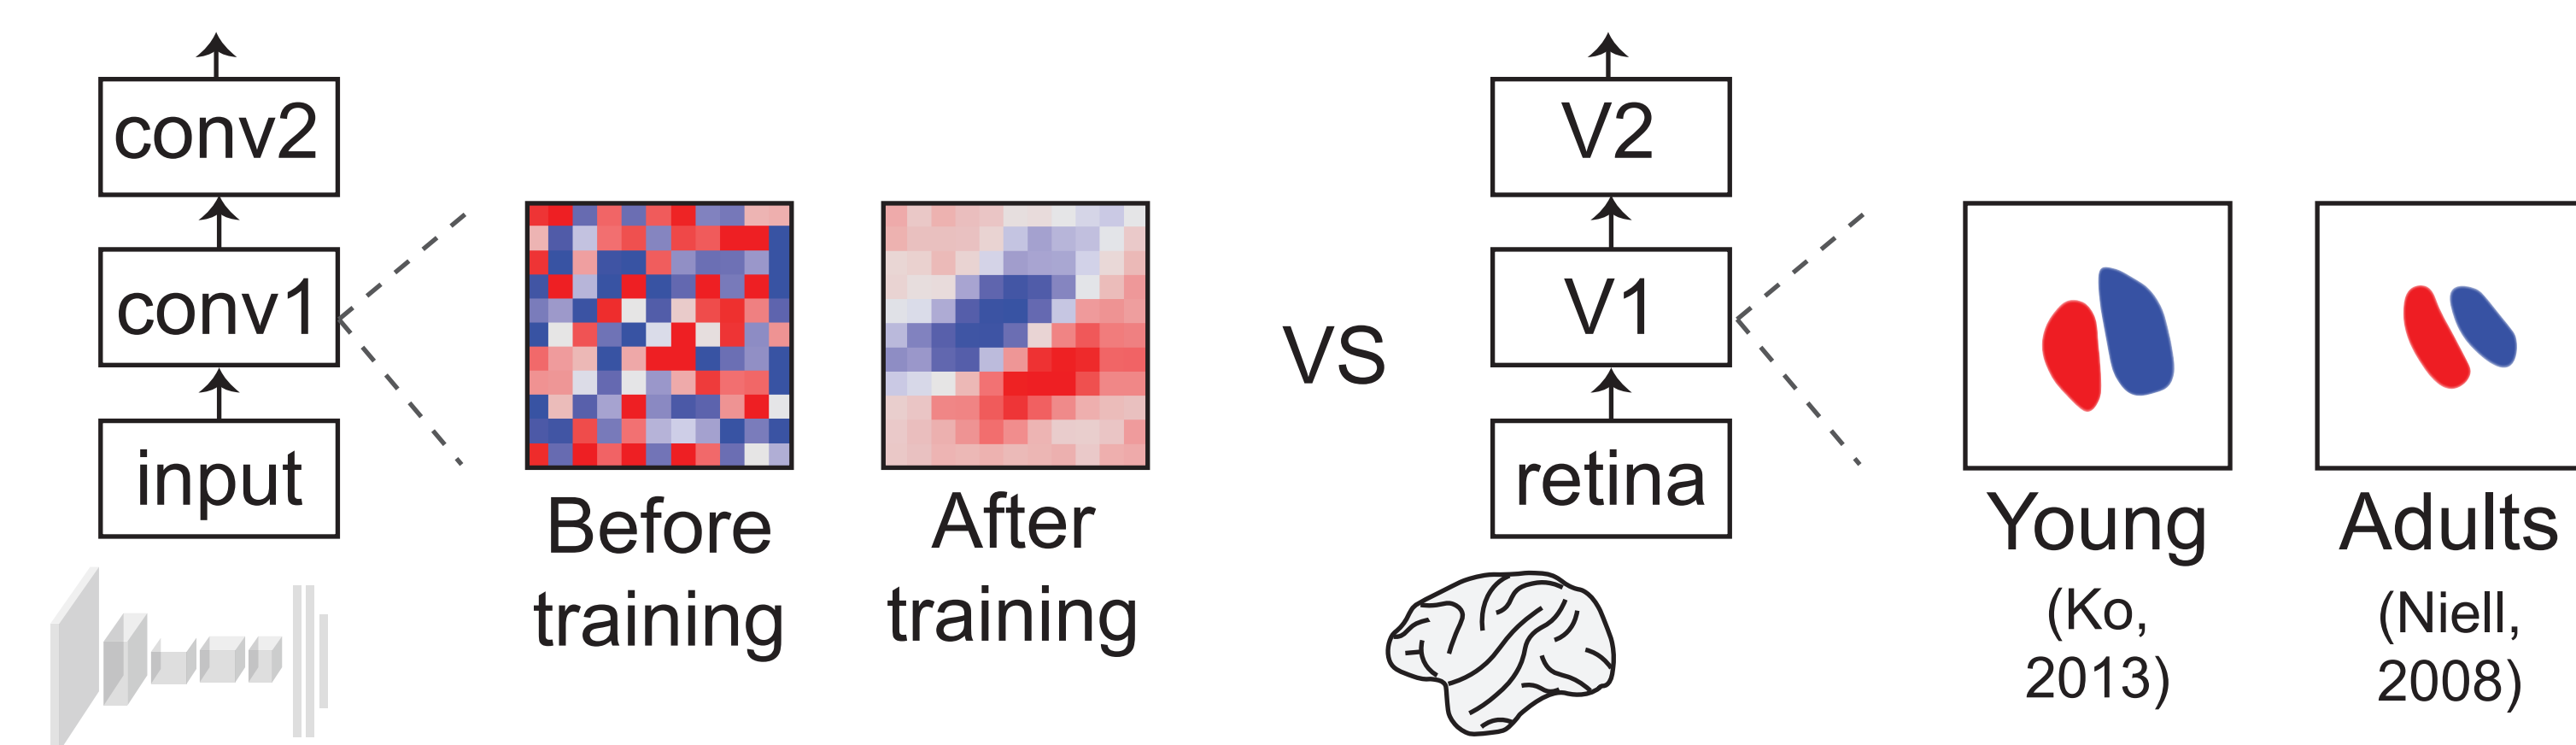 conv2
conv1
input
Before
training
After
training
VS
V2
V1
retina
Young
(Ko,
2013)
Adults
(Niell,
2008)